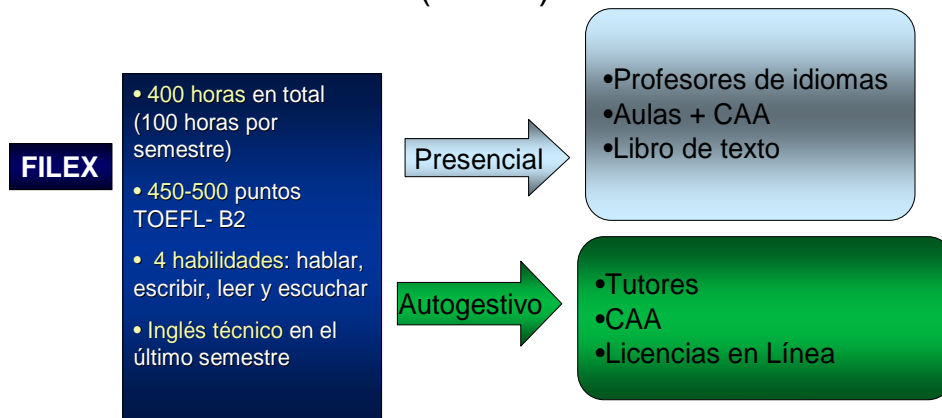 FILEX
• 400 horas en total
(100 horas por
semestre)
• 450-500 puntos
TOEFL- B2
• 4 habilidades: hablar,
escribir, leer y escuchar
• Inglés técnico en el
último semestre
Presencial
•Profesores de idiomas
•Aulas + CAA
•Libro de texto
Autogestivo
•Tutores
•CAA
•Licencias en Línea